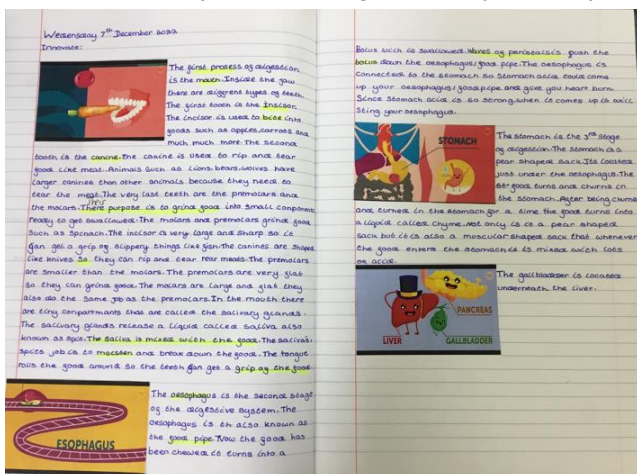 Wednesday 7th December 2022
Innovate:
The first prosess of digestion
is the mouth. Inside the jaw
there are different types of teeth.
The first tooth is the Insisor.
The incisor is used to bite into
foods such as apples, carrots and
much much more. The second
tooth is the canine. The canine is used to rip and tear
food like meat. Animals such as lions, bears, wolves have
larger canines than other animals because they need to
tear the meat. The very last teeth are the premolars and
the molars. There purpose is to grind food into small components
Their
ready to get swallowed. The molars and premolars grind food
such as spinach. The incisor is very large and sharp so it
can get a grip of slippery things like fish. The canines are shaped
like knives so they can rip and tear rear meats. The premolars
are smaller than the molars. The premolars are very flat
so they can grind food. The molars are large and flat they
also do the same job as the premolars. In the mouth there
are tiny compartments that are called the salivary glands.
The salivary glands release a liquid called saliva also
known as spit. The saliva is mixed with the food. The saliva's
spits job is to moisten and break down the food. The tongue
rolls the food around so the teeth can get a grip of the food.
ESOPHAGUS
The oesophagus is the second stage
of the digestive system. The
oesophagus is also known as
the food pipe. Now the food has
been chewed it turns into a
Bolus wich is swallowed. Waves of peristalsis push the
bolus down the oesophagus/food pipe. The oesophagus is
connected to the stomach so stomach acid could come
up your oesophagus/food pipe and give you heart burn.
Since stomach acid is so strong, when it comes up it will
sting your oesophagus.
STOMACH
The stomach is the 3rd stage
of digestion. The stomach is a
pear shaped sack. Its located
just under the oesophagus. The
food turns and churns in
the stomach. After being churned
and turned in the stomach for a time the food turns into
a liquid called chyme. Not only is it a pear shaped
sack but it is also a muscular shaped sack that whenever
the food enters the stomach is mixed with lots
of acid.
The gallbladder is located
underneath the liver.
PANCREAS
LIVER
GALLBLADDER